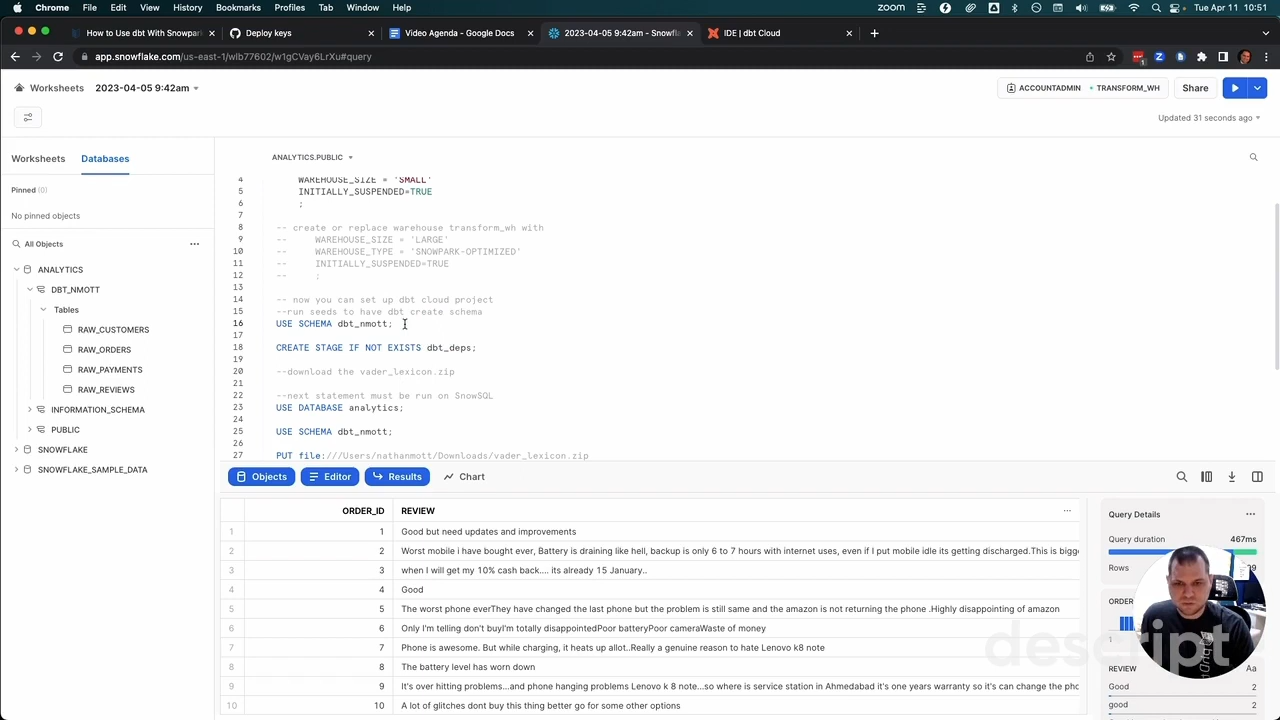 Chrome File Edit View History Bookmarks Profiles Tab Window Help zoom Tue Apr 11 10:51
How to Use dbt With Snowpar × Deploy keys × Video Agenda - Google Docs × 2023-04-05 9:42am - Snowfl × IDE | dbt Cloud × +
app.snowflake.com/us-east-1/wlb77602/w1gCVay6LrXu#query
Worksheets 2023-04-05 9:42am
ACCOUNTADMIN • TRANSFORM_WH Share
Updated 31 seconds ago
Worksheets Databases
ANALYTICS.PUBLIC
Pinned (0)
No pinned objects
All Objects
ANALYTICS
DBT_NMOTT
Tables
RAW_CUSTOMERS
RAW_ORDERS
RAW_PAYMENTS
RAW_REVIEWS
INFORMATION_SCHEMA
PUBLIC
SNOWFLAKE
SNOWFLAKE_SAMPLE_DATA
4 WAREHOUSE_SIZE = 'SMALL'
5 INITIALLY_SUSPENDED=TRUE
6 ;
7
8 -- create or replace warehouse transform_wh with
9 -- WAREHOUSE_SIZE = 'LARGE'
10 -- WAREHOUSE_TYPE = 'SNOWPARK-OPTIMIZED'
11 -- INITIALLY_SUSPENDED=TRUE
12 -- ;
13
14 -- now you can set up dbt cloud project
15 --run seeds to have dbt create schema
16 USE SCHEMA dbt_nmott;
17
18 CREATE STAGE IF NOT EXISTS dbt_deps;
19
20 --download the vader_lexicon.zip
21
22 --next statement must be run on SnowSQL
23 USE DATABASE analytics;
24
25 USE SCHEMA dbt_nmott;
26
27 PUT file:///Users/nathanmott/Downloads/vader_lexicon.zip
Objects Editor Results Chart
ORDER_ID REVIEW ...
1 1 Good but need updates and improvements
2 2 Worst mobile i have bought ever, Battery is draining like hell, backup is only 6 to 7 hours with internet uses, even if I put mobile idle its getting discharged.This is bigg
3 3 when I will get my 10% cash back.... its already 15 January..
4 4 Good
5 5 The worst phone everThey have changed the last phone but the problem is still same and the amazon is not returning the phone .Highly disappointing of amazon
6 6 Only I'm telling don't buyI'm totally disappointedPoor batteryPoor cameraWaste of money
7 7 Phone is awesome. But while charging, it heats up allot..Really a genuine reason to hate Lenovo k8 note
8 8 The battery level has worn down
9 9 It's over hitting problems...and phone hanging problems Lenovo k 8 note...so where is service station in Ahmedabad it's one years warranty so it's can change the pho
10 10 A lot of glitches dont buy this thing better go for some other options
Query Details ...
Query duration 467ms
Rows
ORDER
1
REVIEW Aa
Good 2
good 2
descript